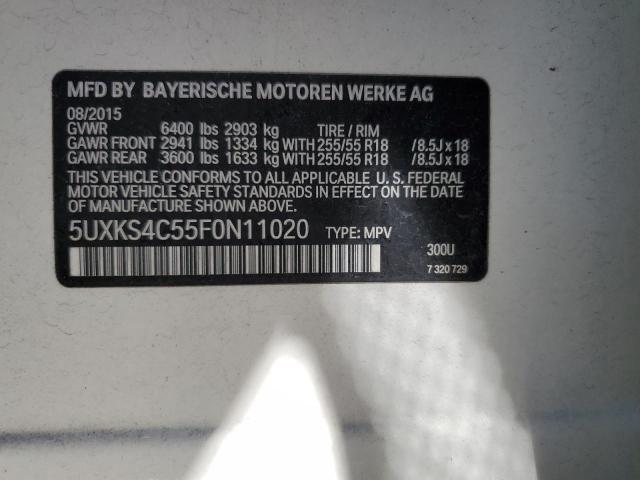 MFD BY BAYERISCHE MOTOREN WERKE AG
08/2015
GVWR 6400 lbs 2903 kg TIRE / RIM
GAWR FRONT 2941 lbs 1334 kg WITH 255/55 R18 /8.5J x 18
GAWR REAR 3600 lbs 1633 kg WITH 255/55 R18 /8.5J x 18
THIS VEHICLE CONFORMS TO ALL APPLICABLE U. S. FEDERAL
MOTOR VEHICLE SAFETY STANDARDS IN EFFECT ON THE DATE
OF MANUFACTURE SHOWN ABOVE.
5UXKS4C55F0N11020 TYPE: MPV
300U
7 320 729